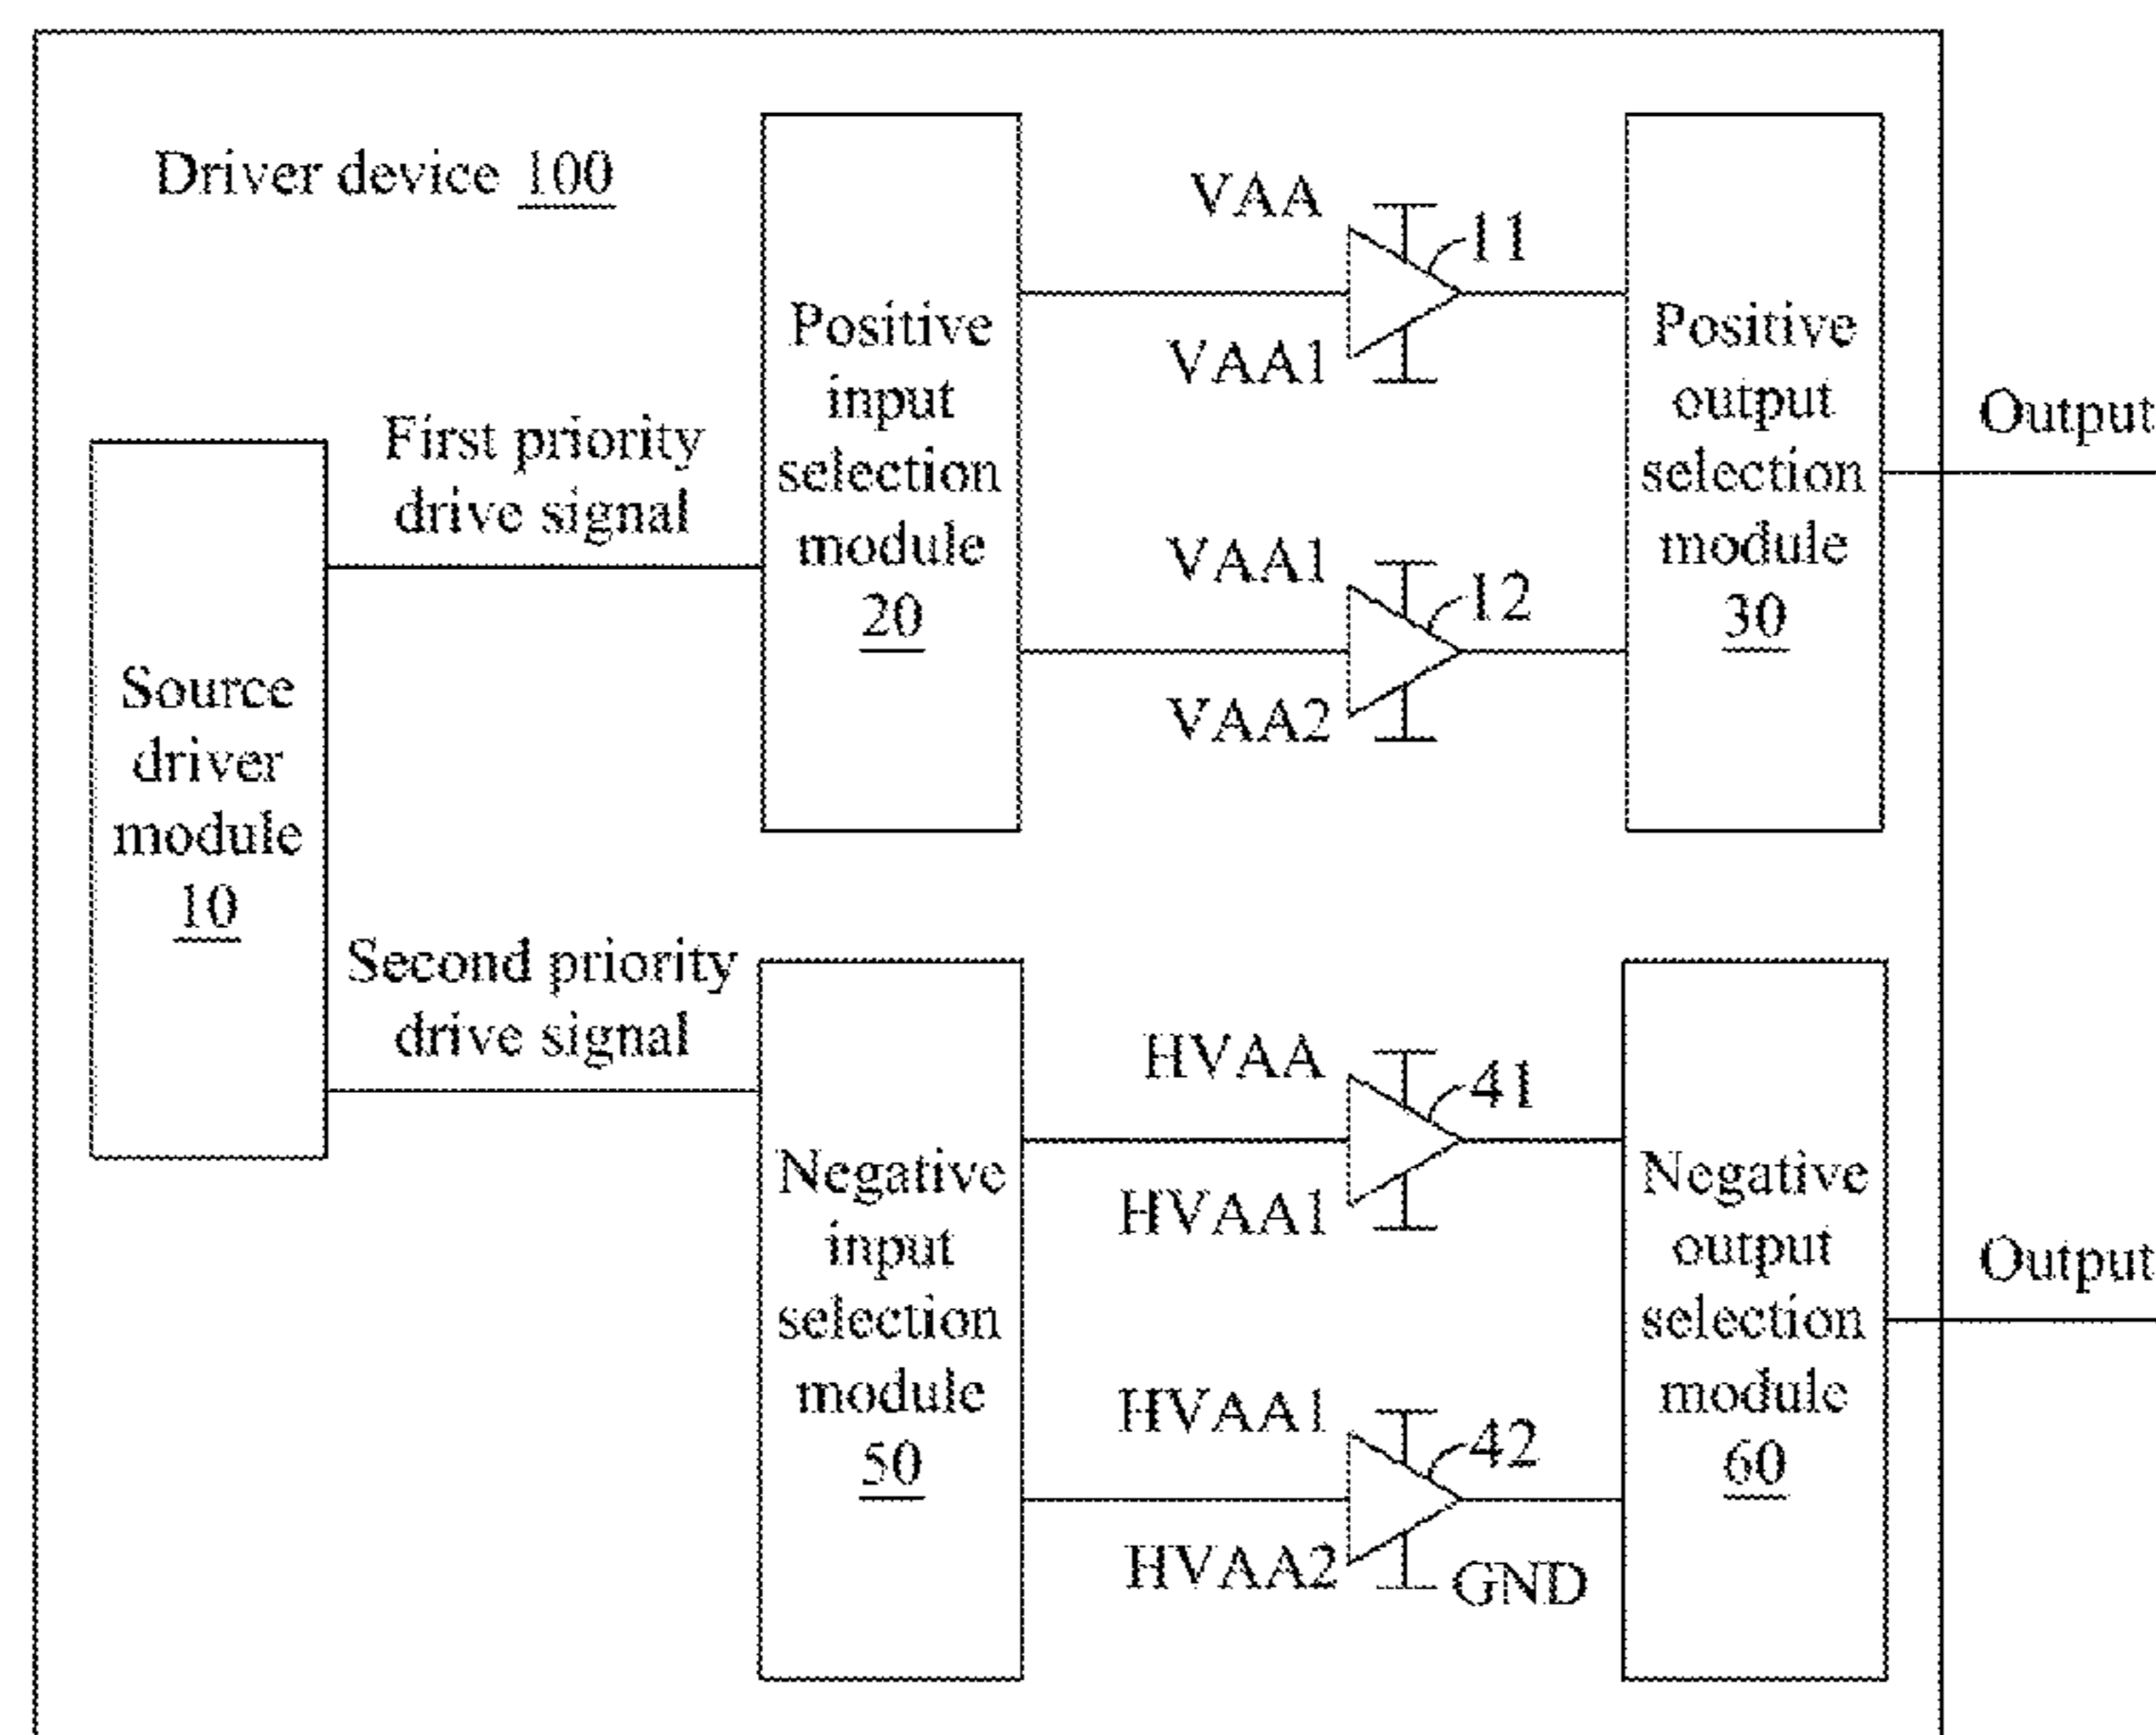 Driver device 100
Source
driver
module
10
First priority
drive signal
Second priority
drive signal
Positive
input
selection
module
20
VAA
VAA1
11
VAA1
VAA2
12
Positive
output
selection
module
30
Output
Negative
input
selection
module
50
HVAA
HVAA1
41
HVAA1
HVAA2
42
GND
Negative
output
selection
module
60
Output